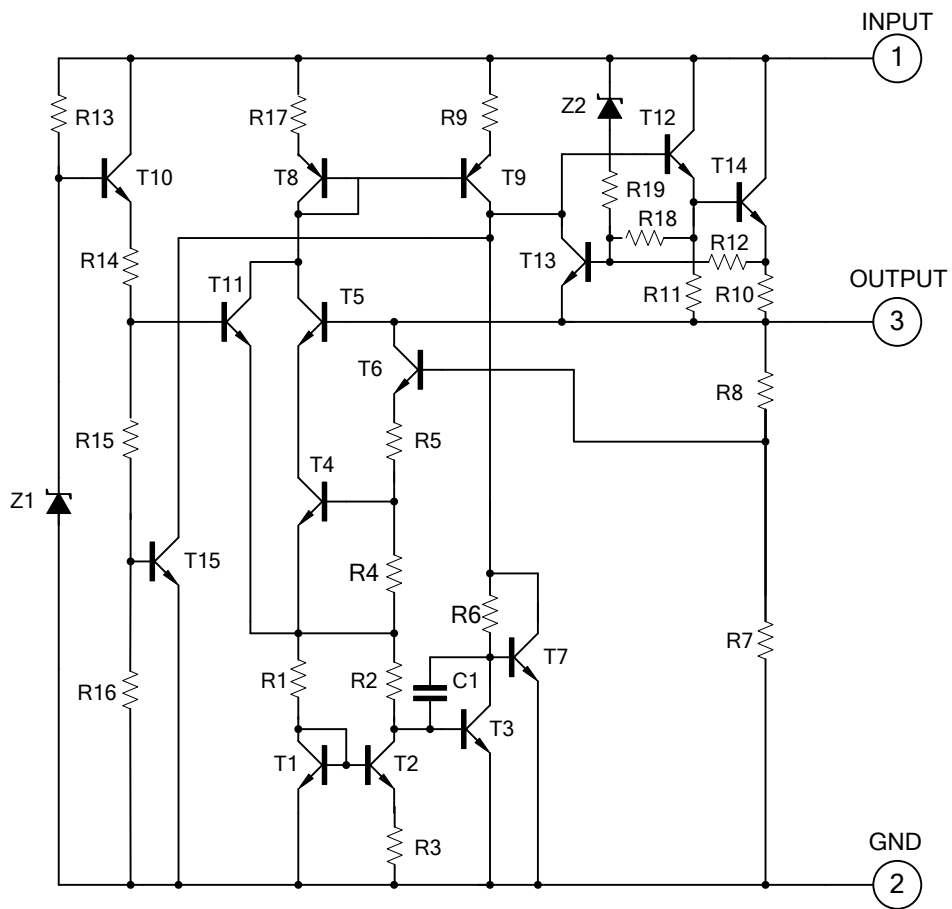 INPUT
1
R13
R17
R9
Z2
T12
T10
T8
T9
T14
R19
R18
R14
T13
R12
T11
T5
R11
R10
OUTPUT
3
T6
R8
R15
R5
T4
Z1
T15
R4
R6
R7
R16
R1
R2
C1
T7
T3
T1
T2
R3
GND
2